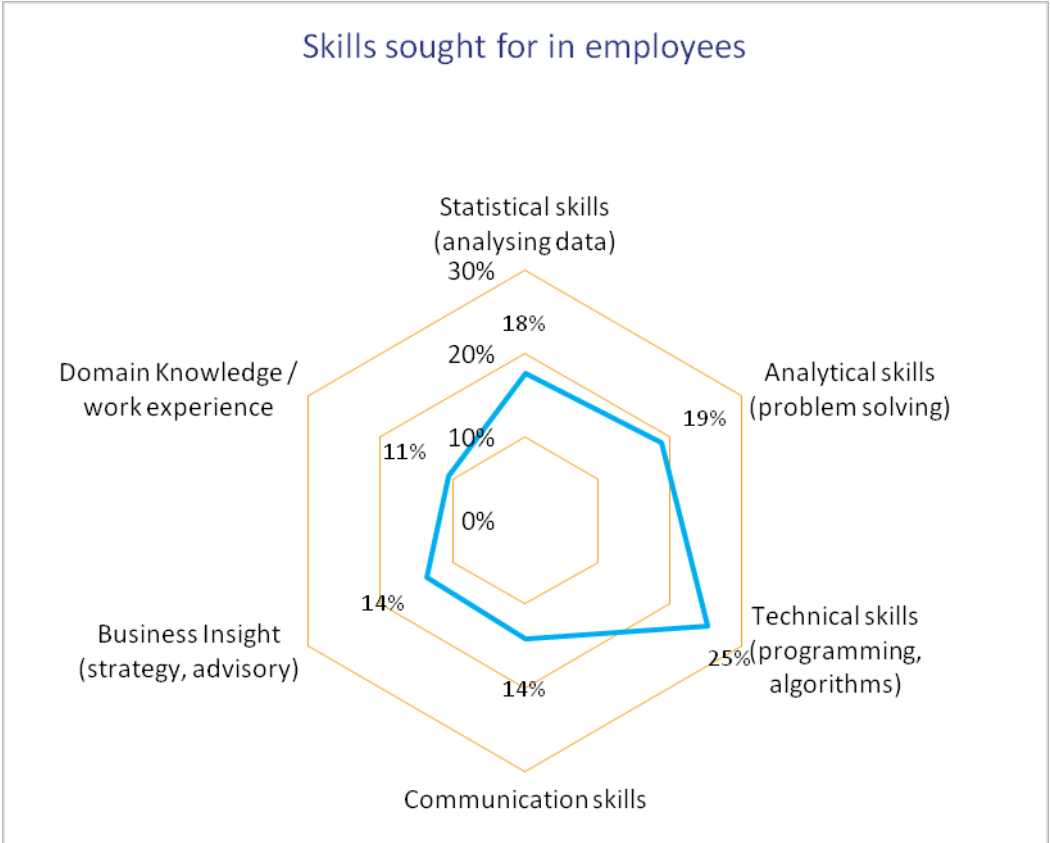 Skills sought for in employees
Statistical skills
(analysing data)
30%
18%
20%
Domain Knowledge /
work experience
Analytical skills
(problem solving)
19%
10%
11%
0%
14%
Business Insight
(strategy, advisory)
Technical skills
(programming,
algorithms)
25%
14%
Communication skills